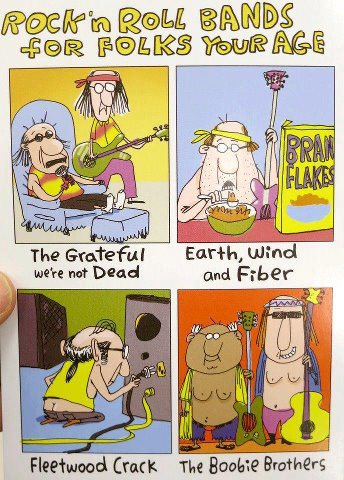 ROCK 'n ROLL BANDS
for FOLKS YOUR AGE
BRAN
FLAKES
The Grateful
we're not Dead
Earth, Wind
and Fiber
Fleetwood Crack
The Boobie Brothers